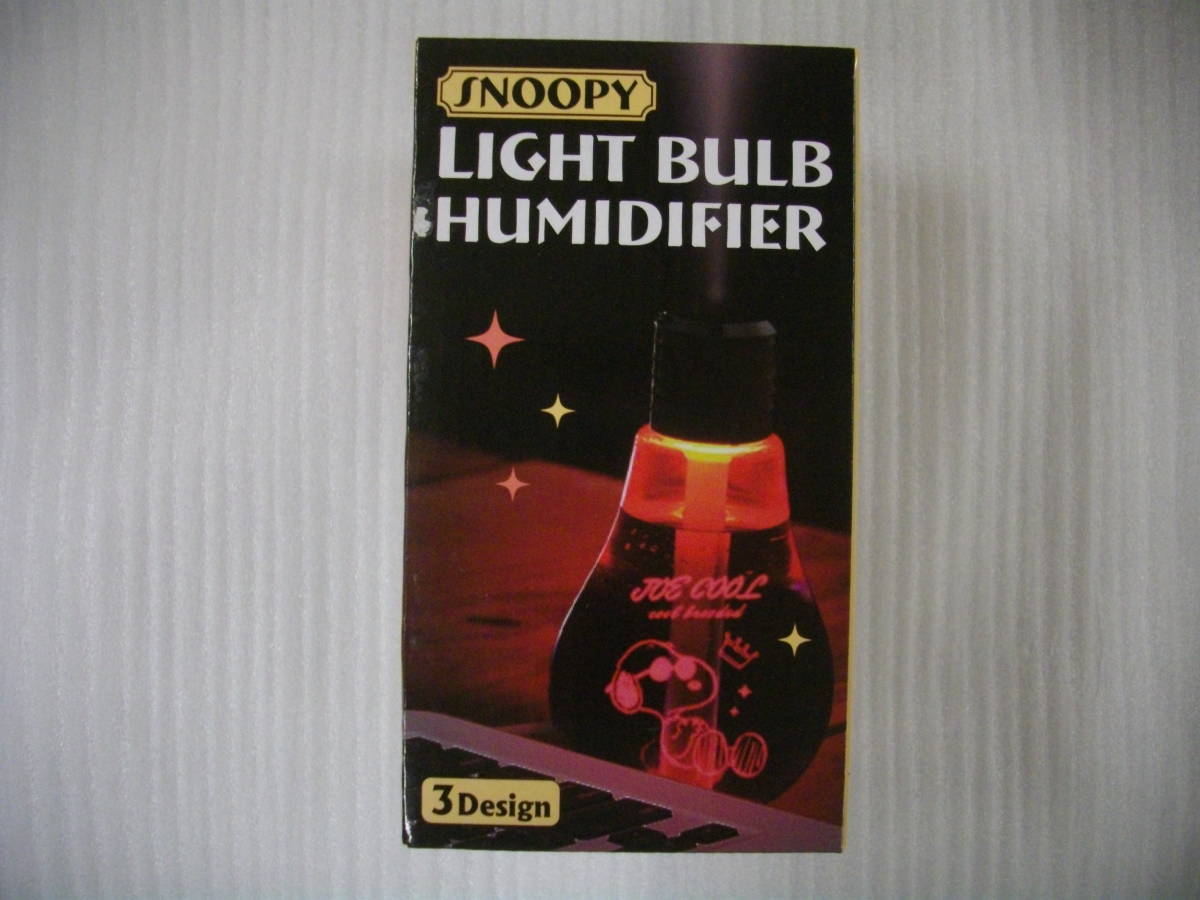 SNOOPY
LIGHT BULB
HUMIDIFIER
JOE COOL
3 Design